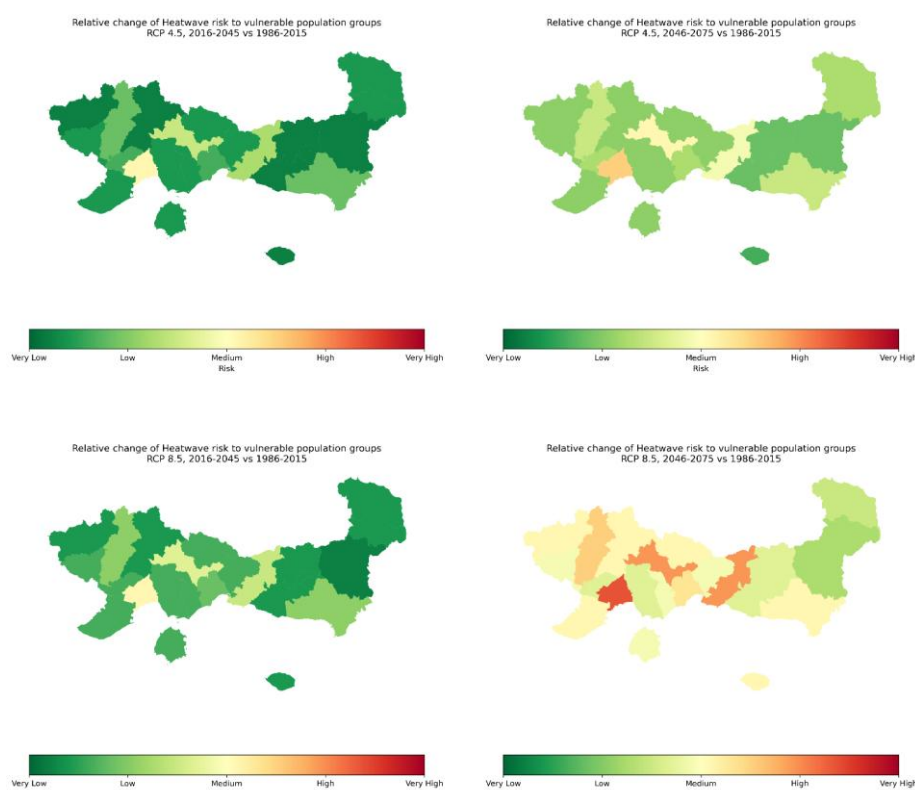 Relative change of Heatwave risk to vulnerable population groups
RCP 4.5, 2016-2045 vs 1986-2015
Very Low Low Medium High Very High
Risk
Relative change of Heatwave risk to vulnerable population groups
RCP 4.5, 2046-2075 vs 1986-2015
Very Low Low Medium High Very High
Risk
Relative change of Heatwave risk to vulnerable population groups
RCP 8.5, 2016-2045 vs 1986-2015
Very Low Low Medium High Very High
Relative change of Heatwave risk to vulnerable population groups
RCP 8.5, 2046-2075 vs 1986-2015
Very Low Low Medium High Very High